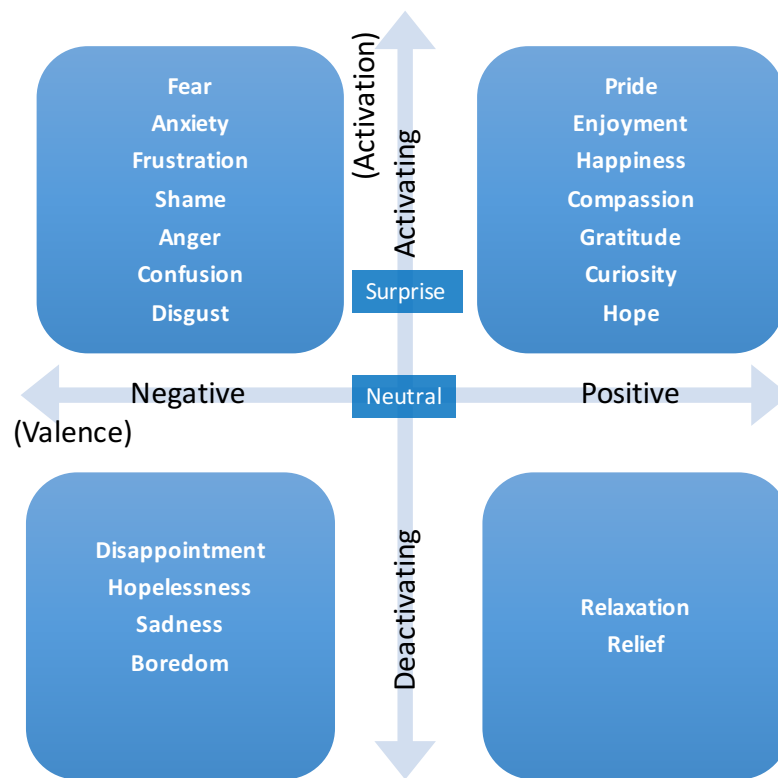 Fear
Anxiety
Frustration
Shame
Anger
Confusion
Disgust
(Activation)
Activating
Surprise
Pride
Enjoyment
Happiness
Compassion
Gratitude
Curiosity
Hope
Negative
Neutral
Positive
(Valence)
Disappointment
Hopelessness
Sadness
Boredom
Deactivating
Relaxation
Relief